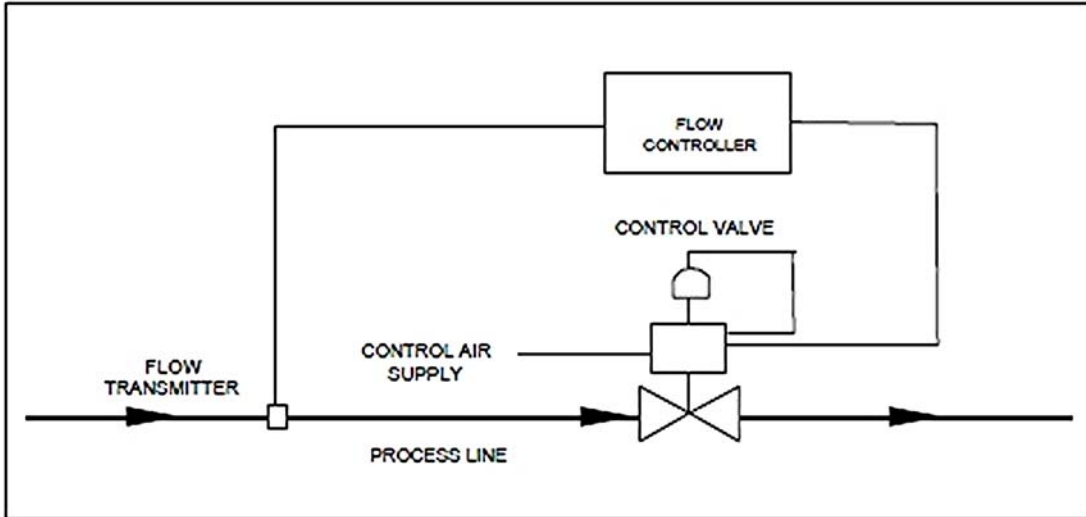 FLOW
CONTROLLER
CONTROL VALVE
CONTROL AIR
SUPPLY
FLOW
TRANSMITTER
PROCESS LINE